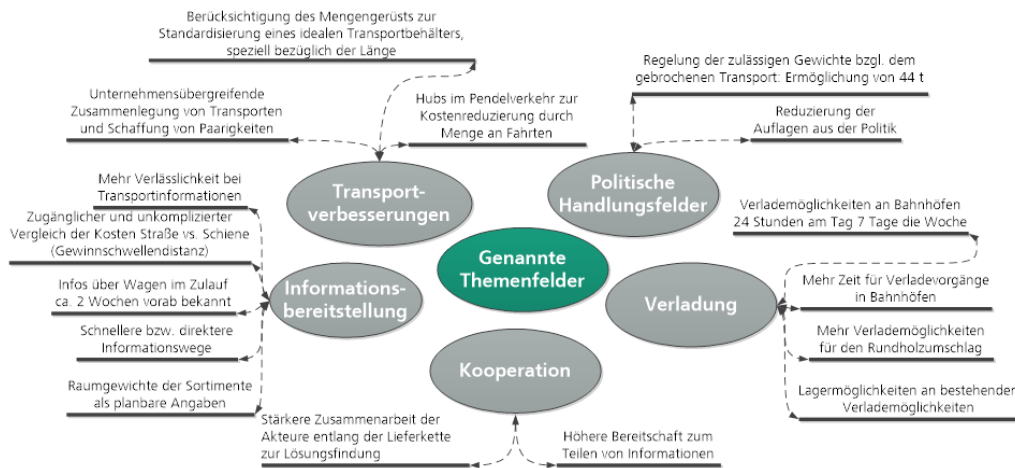 Berücksichtigung des Mengengerüsts zur
Standardisierung eines idealen Transportbehälters,
speziell bezüglich der Länge
Unternehmensübergreifende
Zusammenlegung von Transporten
und Schaffung von Paarigkeiten
Hubs im Pendelverkehr zur
Kostenreduzierung durch
Menge an Fahrten
Transport-
verbesserungen
Regelung der zulässigen Gewichte bzgl. dem
gebrochenen Transport: Ermöglichung von 44 t
Reduzierung der
Auflagen aus der Politik
Politische
Handlungsfelder
Genannte
Themenfelder
Mehr Verlässlichkeit bei
Transportinformationen
Zugänglicher und unkomplizierter
Vergleich der Kosten Straße vs. Schiene
(Gewinnschwellendistanz)
Infos über Wagen im Zulauf
ca. 2 Wochen vorab bekannt
Schnellere bzw. direktere
Informationswege
Raumgewichte der Sortimente
als planbare Angaben
Informations-
bereitstellung
Verlademöglichkeiten an Bahnhöfen
24 Stunden am Tag 7 Tage die Woche
Mehr Zeit für Verladevorgänge
in Bahnhöfen
Mehr Verlademöglichkeiten
für den Rundholzumschlag
Lagermöglichkeiten an bestehenden
Verlademöglichkeiten
Verladung
Kooperation
Stärkere Zusammenarbeit der
Akteure entlang der Lieferkette
zur Lösungsfindung
Höhere Bereitschaft zum
Teilen von Informationen